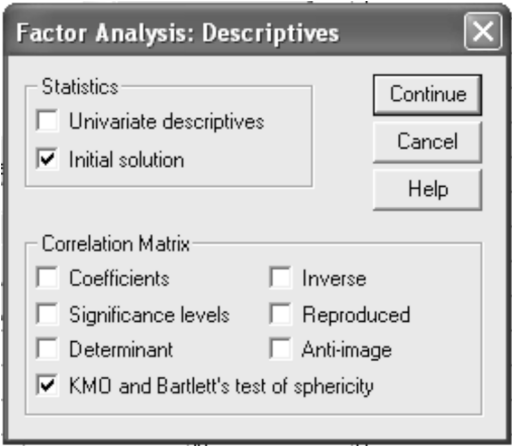 Factor Analysis: Descriptives
Statistics
Univariate descriptives
Initial solution
Continue
Cancel
Help
Correlation Matrix
Coefficients
Inverse
Significance levels
Reproduced
Determinant
Anti-image
KMO and Bartlett's test of sphericity